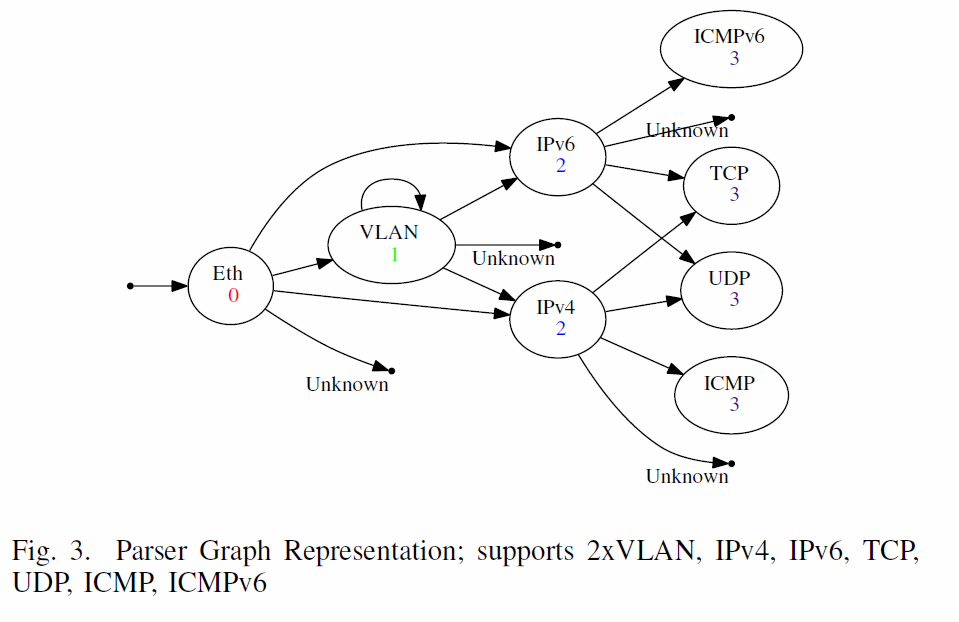 ICMPv6
3
Unknown
IPv6
2
TCP
3
VLAN
1
Unknown
Eth
0
UDP
3
IPv4
2
Unknown
ICMP
3
Unknown
Fig. 3. Parser Graph Representation; supports 2xVLAN, IPv4, IPv6, TCP,
UDP, ICMP, ICMPv6